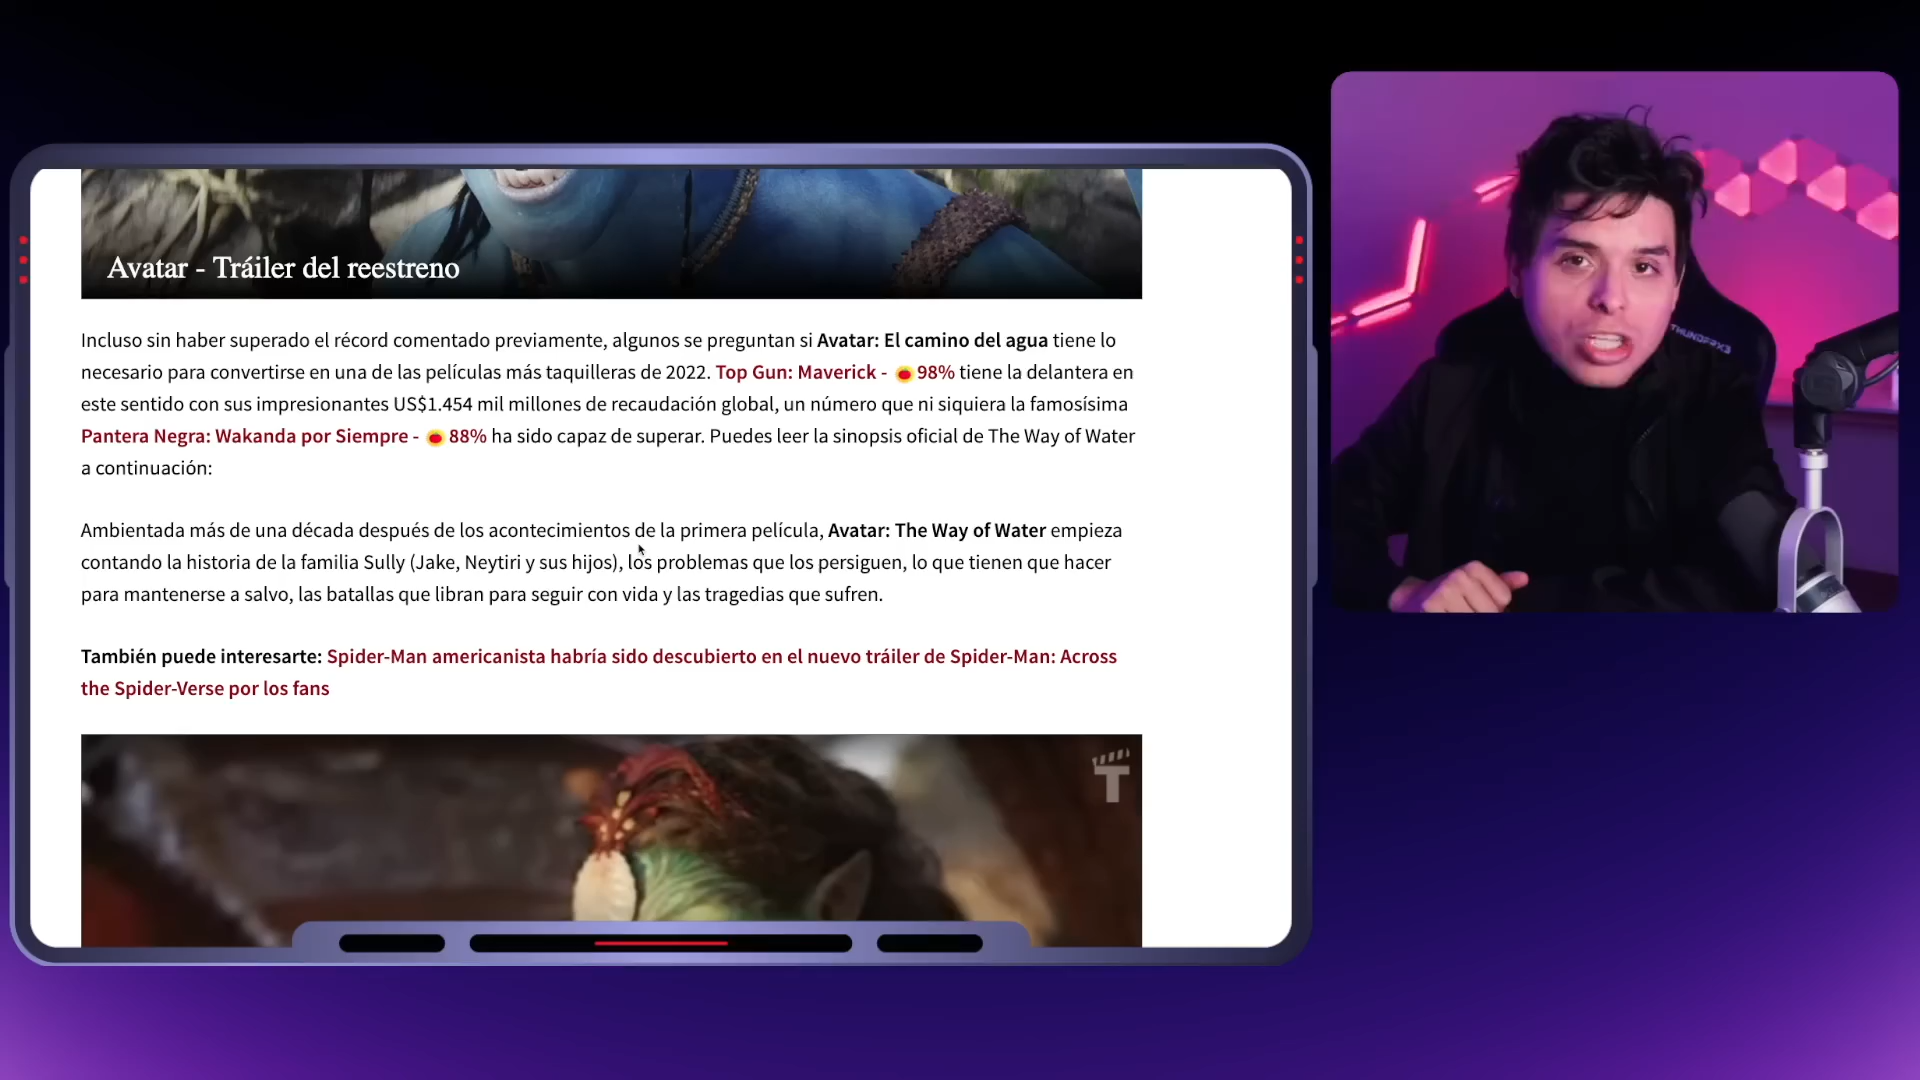 Avatar - Tráiler del reestreno
Incluso sin haber superado el récord comentado previamente, algunos se preguntan si Avatar: El camino del agua tiene lo
necesario para convertirse en una de las películas más taquilleras de 2022. Top Gun: Maverick - 98% tiene la delantera en
este sentido con sus impresionantes US$1.454 mil millones de recaudación global, un número que ni siquiera la famosísima
Pantera Negra: Wakanda por Siempre - 88% ha sido capaz de superar. Puedes leer la sinopsis oficial de The Way of Water
a continuación:
Ambientada más de una década después de los acontecimientos de la primera película, Avatar: The Way of Water empieza
contando la historia de la familia Sully (Jake, Neytiri y sus hijos), los problemas que los persiguen, lo que tienen que hacer
para mantenerse a salvo, las batallas que libran para seguir con vida y las tragedias que sufren.
También puede interesarte: Spider-Man americanista habría sido descubierto en el nuevo tráiler de Spider-Man: Across
the Spider-Verse por los fans
T
THUNDERX3